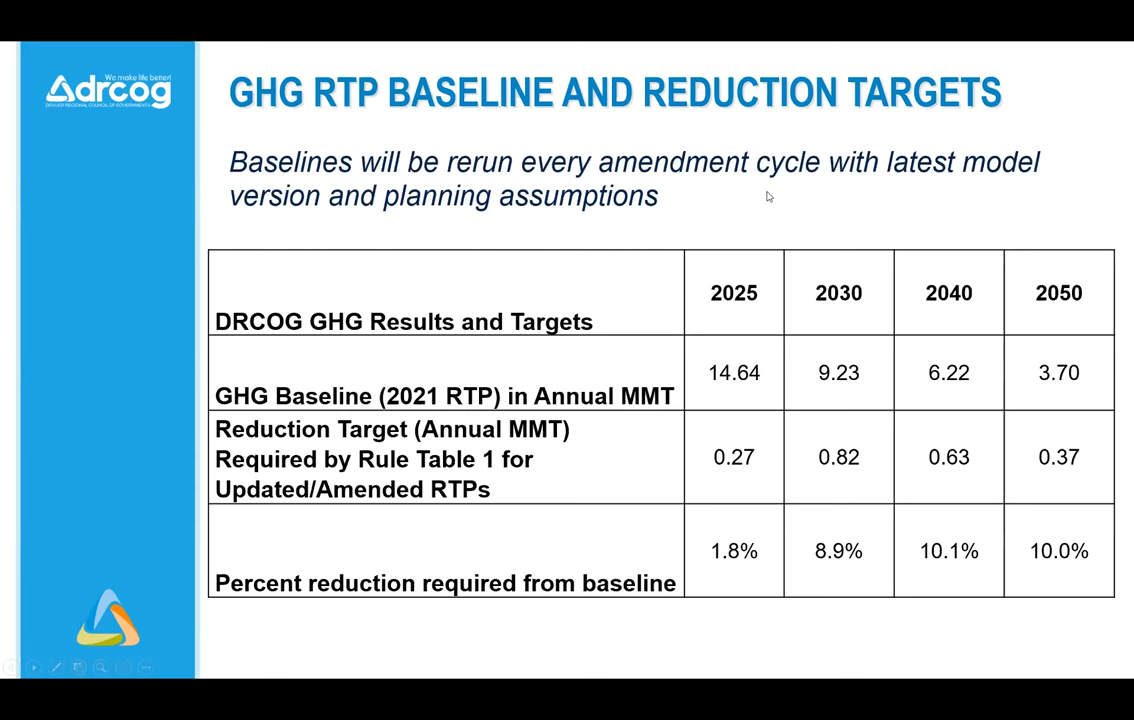 We make life better!
drcog
DENVER REGIONAL COUNCIL OF GOVERNMENTS
GHG RTP BASELINE AND REDUCTION TARGETS
Baselines will be rerun every amendment cycle with latest model
version and planning assumptions
DRCOG GHG Results and Targets 2025 2030 2040 2050
GHG Baseline (2021 RTP) in Annual MMT 14.64 9.23 6.22 3.70
Reduction Target (Annual MMT)
Required by Rule Table 1 for 0.27 0.82 0.63 0.37
Updated/Amended RTPs
Percent reduction required from baseline 1.8% 8.9% 10.1% 10.0%